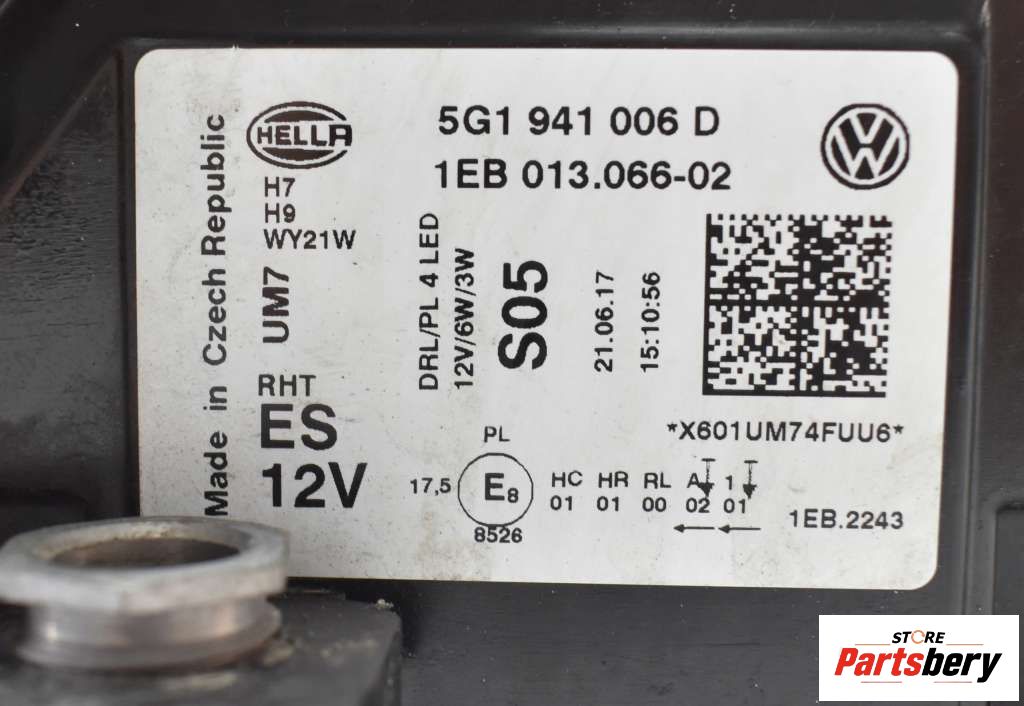 Made in Czech Republic
HELLA
5G1 941 006 D
1EB 013.066-02
H7
H9
WY21W
UM7
DRL/PL 4 LED
12V/6W/3W
S05
21.06.17
15:10:56
RHT
ES
12V
*X601UM74FUU6*
PL
17,5
E8
8526
HC HR RL A 1
01 01 00 02 01
1EB.2243
STORE
Partsbery